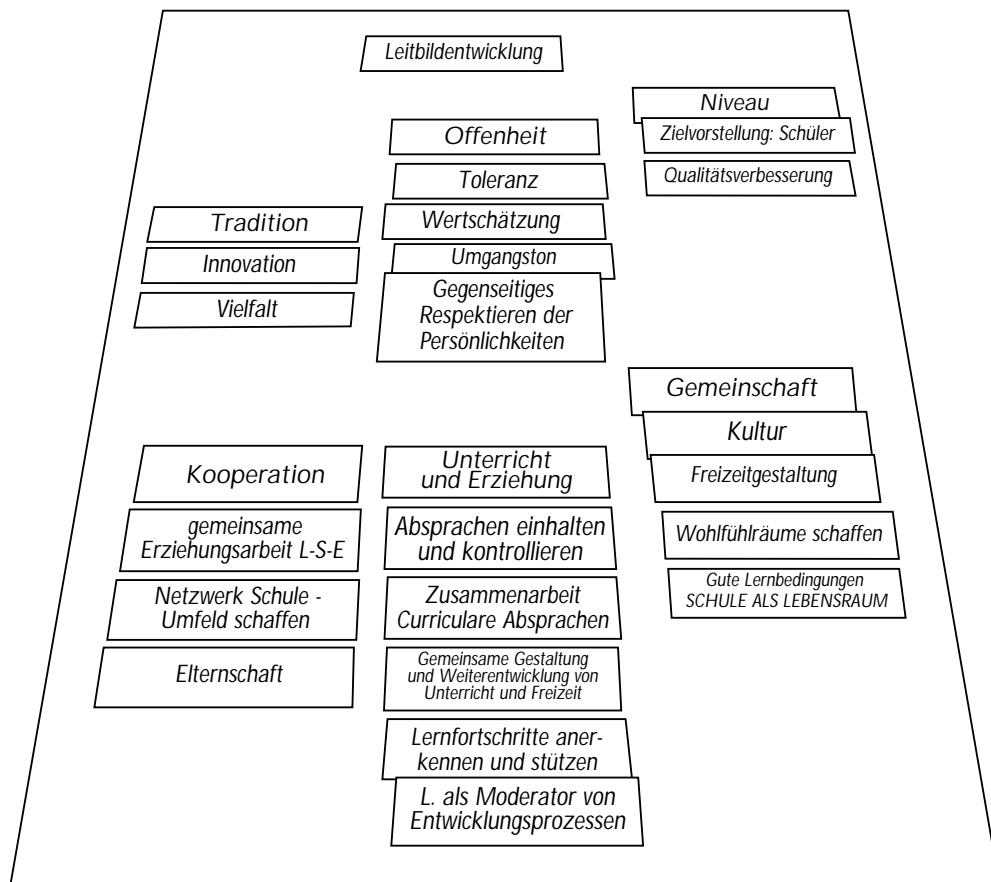 Leitbildentwicklung
Niveau
Zielvorstellung: Schüler
Qualitätsverbesserung
Offenheit
Toleranz
Wertschätzung
Umgangston
Gegenseitiges
Respektieren der
Persönlichkeiten
Tradition
Innovation
Vielfalt
Gemeinschaft
Kultur
Freizeitgestaltung
Wohlfühlräume schaffen
Gute Lernbedingungen
SCHULE ALS LEBENSRAUM
Kooperation
gemeinsame
Erziehungsarbeit L-S-E
Netzwerk Schule -
Umfeld schaffen
Elternschaft
Unterricht
und Erziehung
Absprachen einhalten
und kontrollieren
Zusammenarbeit
Curriculare Absprachen
Gemeinsame Gestaltung
und Weiterentwicklung von
Unterricht und Freizeit
Lernfortschritte aner-
kennen und stützen
L. als Moderator von
Entwicklungsprozessen